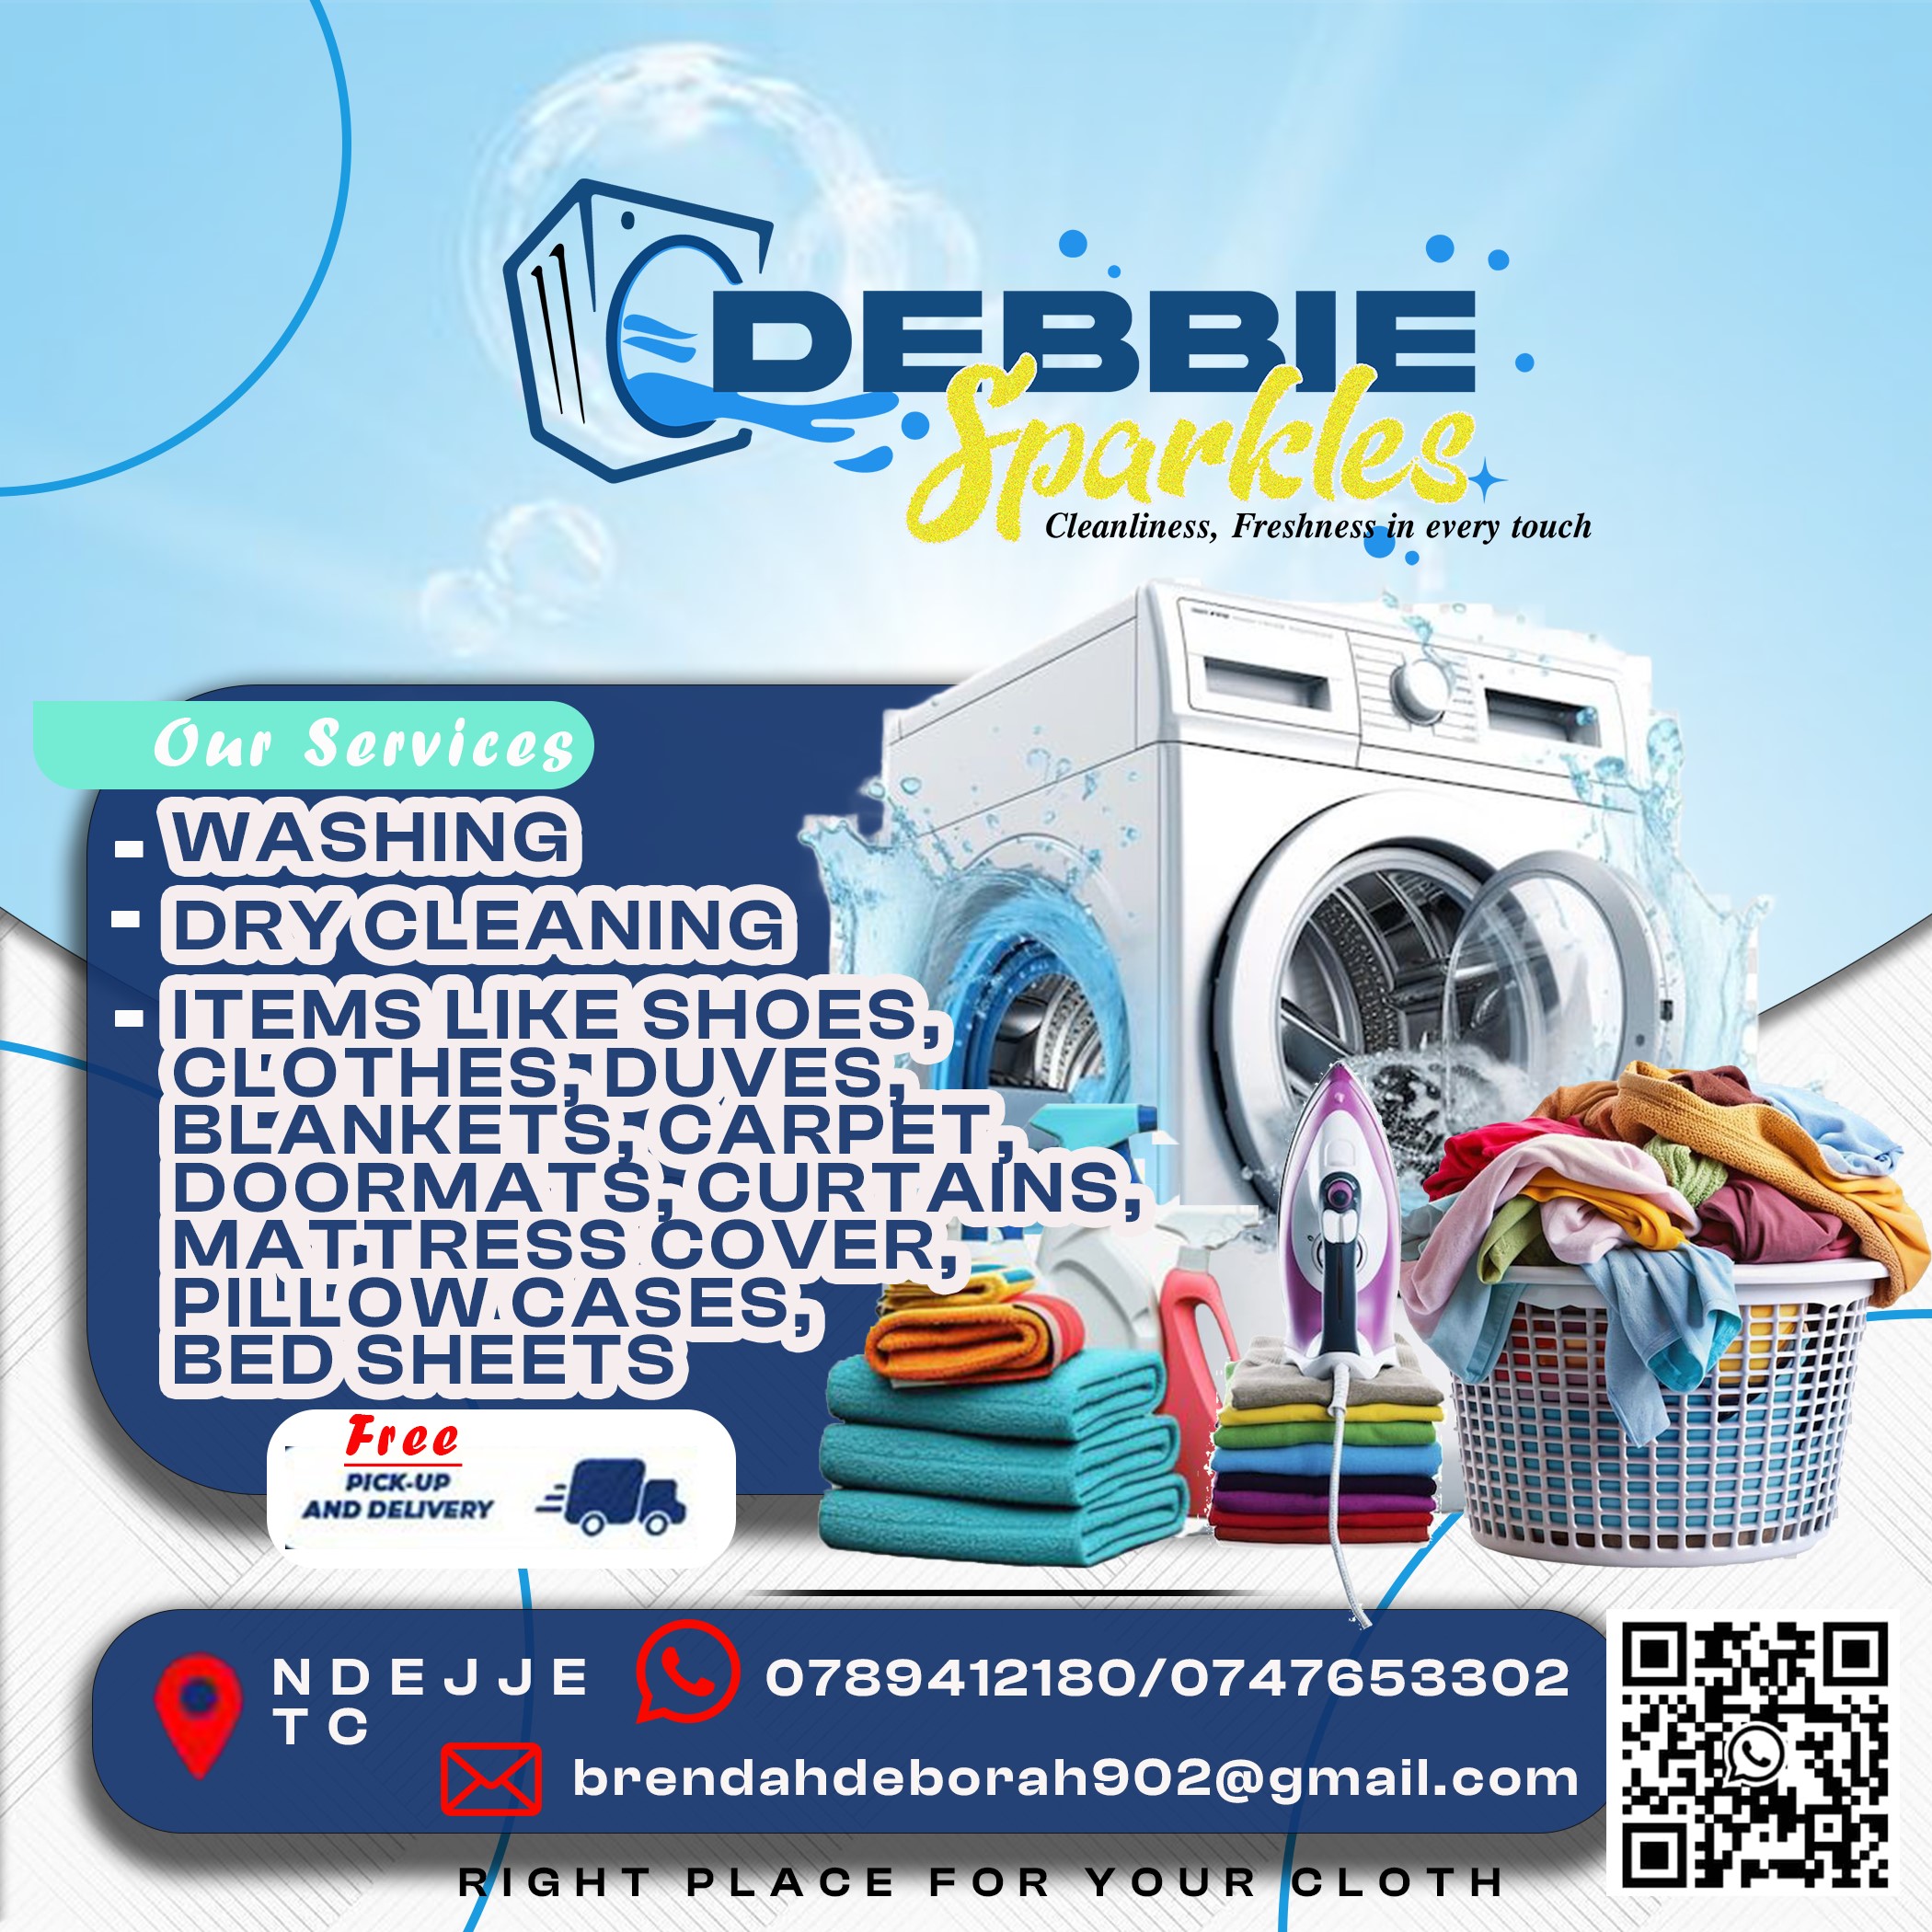 DEBBIE
Sparkles
Cleanliness, Freshness in every touch
Our Services
- WASHING
- DRY CLEANING
- ITEMS LIKE SHOES,
CLOTHES, DUVES,
BLANKETS, CARPET,
DOORMATS, CURTAINS,
MATTRESS COVER,
PILLOW CASES,
BED SHEETS
Free
PICK-UP
AND DELIVERY
NDEJJE
TC
0789412180/0747653302
brendahdeborah902@gmail.com
RIGHT PLACE FOR YOUR CLOTH